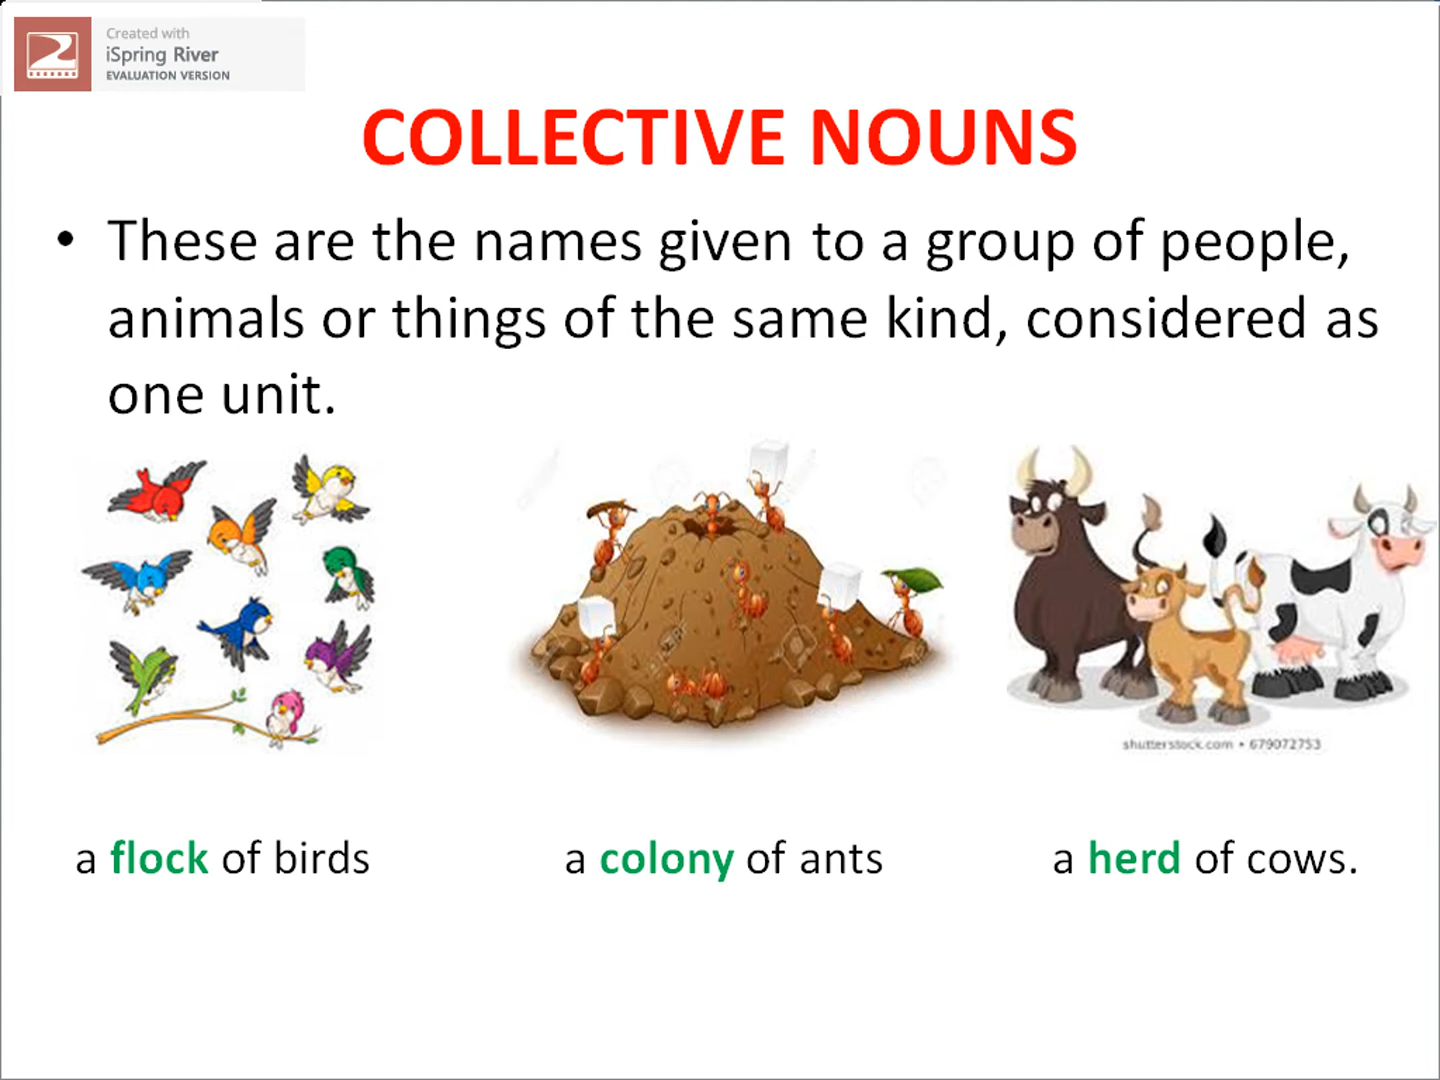 Created with
iSpring River
EVALUATION VERSION
COLLECTIVE NOUNS
• These are the names given to a group of people,
animals or things of the same kind, considered as
one unit.
shutterstock.com • 679072753
a flock of birds
a colony of ants
a herd of cows.